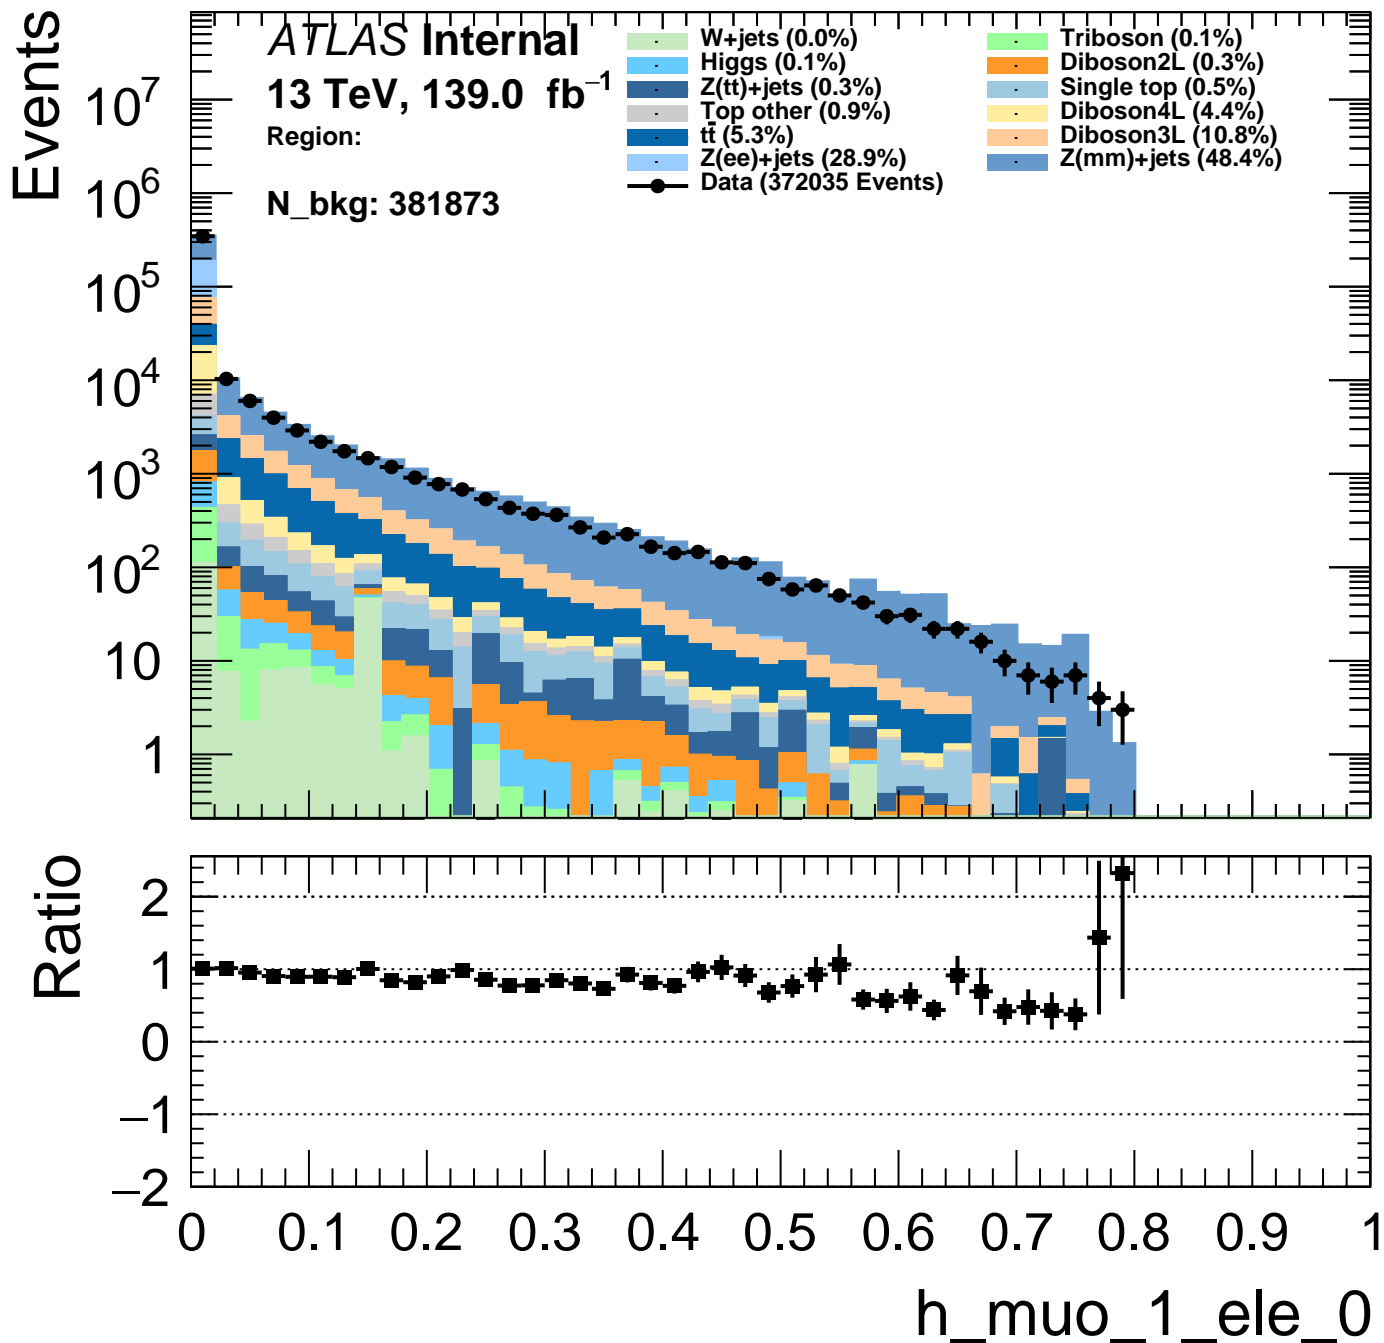 Events
ATLAS Internal
13 TeV, 139.0 fb⁻¹
Region:
N_bkg: 381873
W+jets (0.0%)
Higgs (0.1%)
Z(tt)+jets (0.3%)
Top other (0.9%)
tt̄ (5.3%)
Z(ee)+jets (28.9%)
Data (372035 Events)
Triboson (0.1%)
Diboson2L (0.3%)
Single top (0.5%)
Diboson4L (4.4%)
Diboson3L (10.8%)
Z(mm)+jets (48.4%)
10⁷
10⁶
10⁵
10⁴
10³
10²
10
1
Ratio
2
1
0
−1
−2
0 0.1 0.2 0.3 0.4 0.5 0.6 0.7 0.8 0.9 1
h_muo_1_ele_0